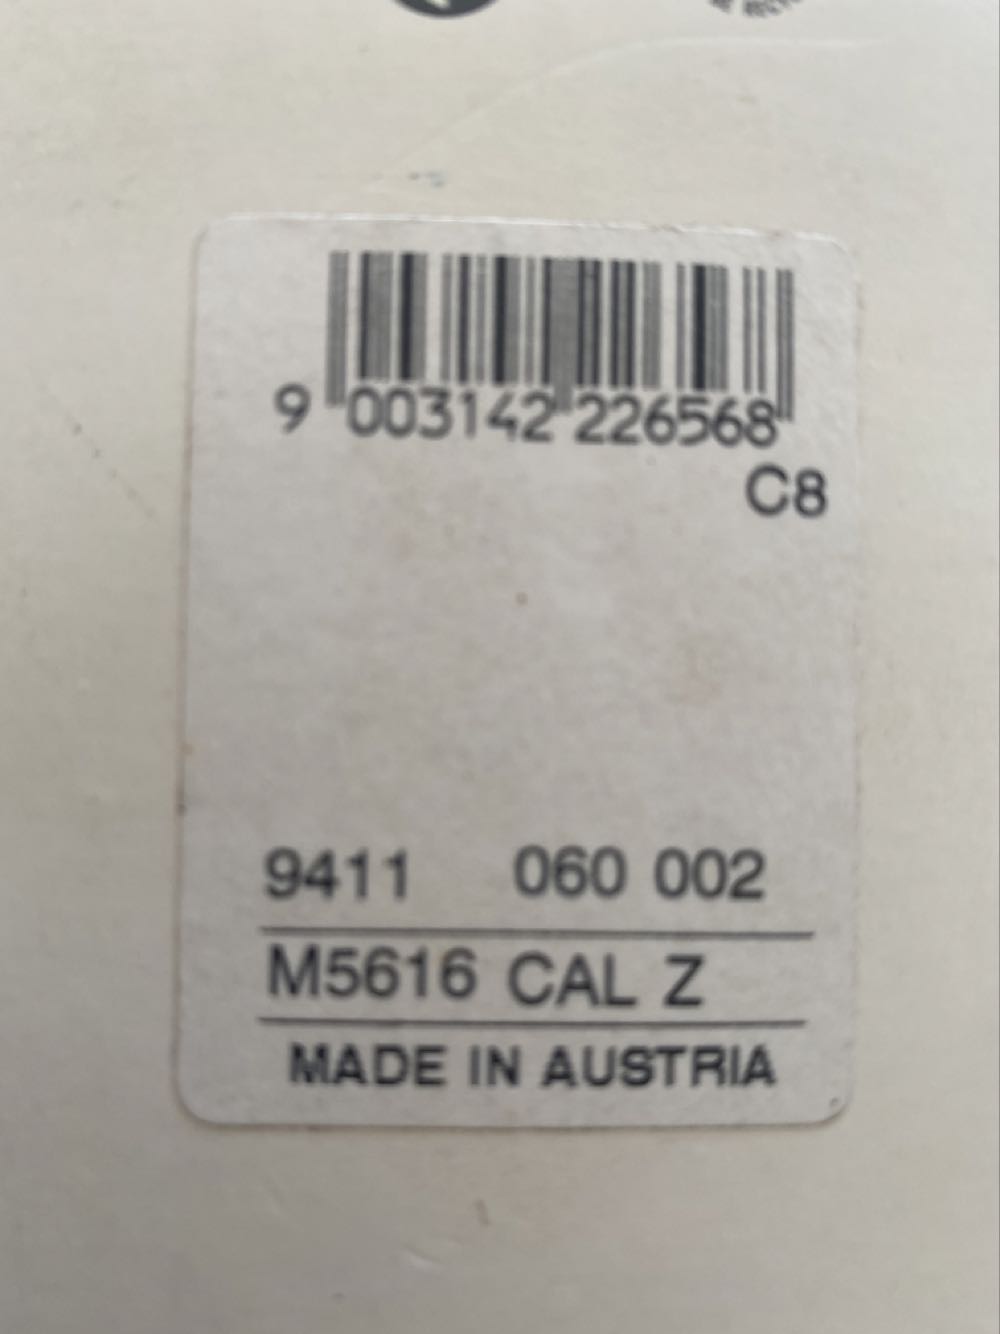 9 003142 226568
C8
9411 060 002
M5616 CAL Z
MADE IN AUSTRIA